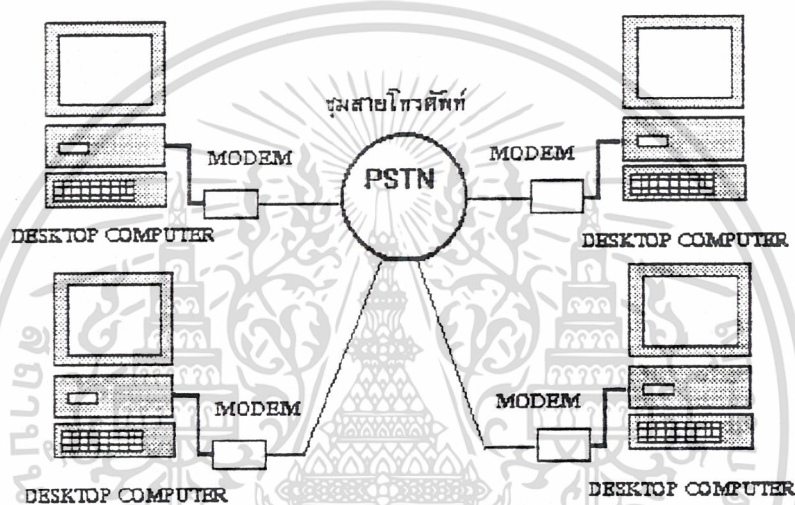 ชุมสายโทรศัพท์
MODEM
PSTN
MODEM
DESKTOP COMPUTER
DESKTOP COMPUTER
MODEM
MODEM
DESKTOP COMPUTER
DESKTOP COMPUTER